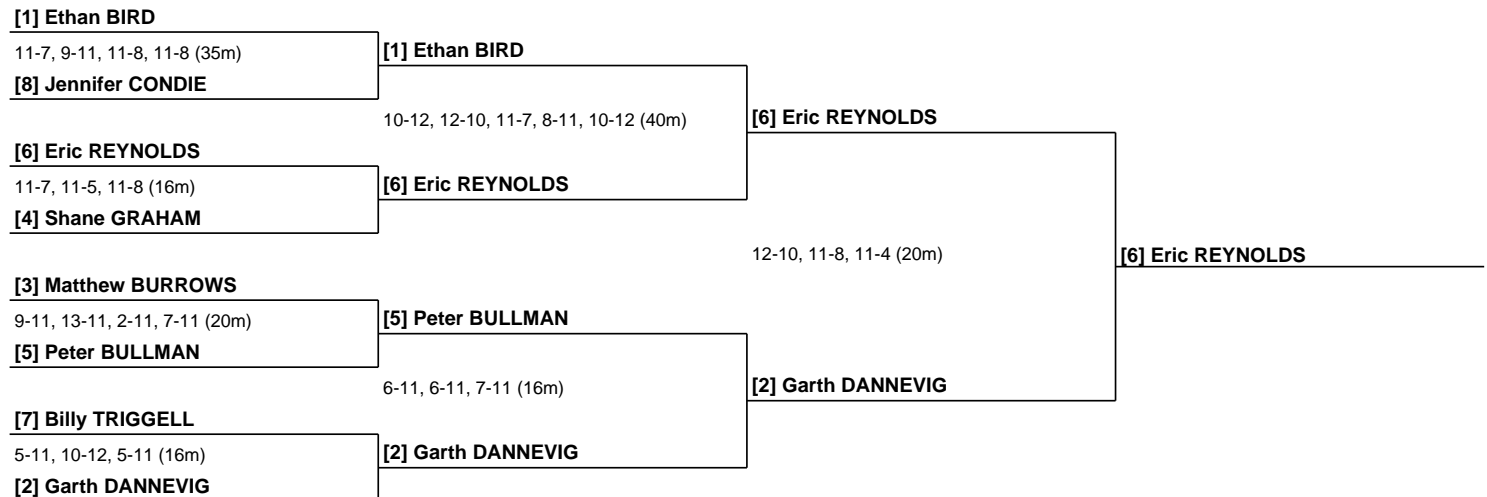 [1] Ethan BIRD
11-7, 9-11, 11-8, 11-8 (35m)
[8] Jennifer CONDIE
[6] Eric REYNOLDS
11-7, 11-5, 11-8 (16m)
[4] Shane GRAHAM
[3] Matthew BURROWS
9-11, 13-11, 2-11, 7-11 (20m)
[5] Peter BULLMAN
[7] Billy TRIGGELL
5-11, 10-12, 5-11 (16m)
[2] Garth DANNEVIG
[1] Ethan BIRD
10-12, 12-10, 11-7, 8-11, 10-12 (40m)
[6] Eric REYNOLDS
[5] Peter BULLMAN
6-11, 6-11, 7-11 (16m)
[2] Garth DANNEVIG
[6] Eric REYNOLDS
12-10, 11-8, 11-4 (20m)
[2] Garth DANNEVIG
[6] Eric REYNOLDS